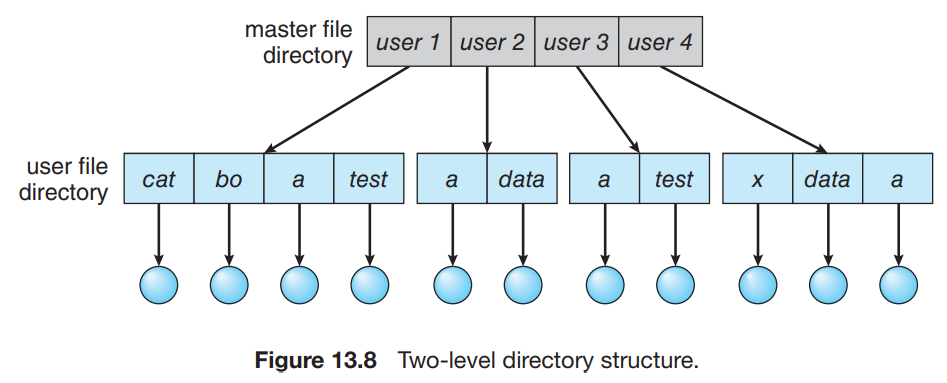 master file
directory
user 1 user 2 user 3 user 4
user file
directory
cat bo a test a data a test x data a
Figure 13.8 Two-level directory structure.